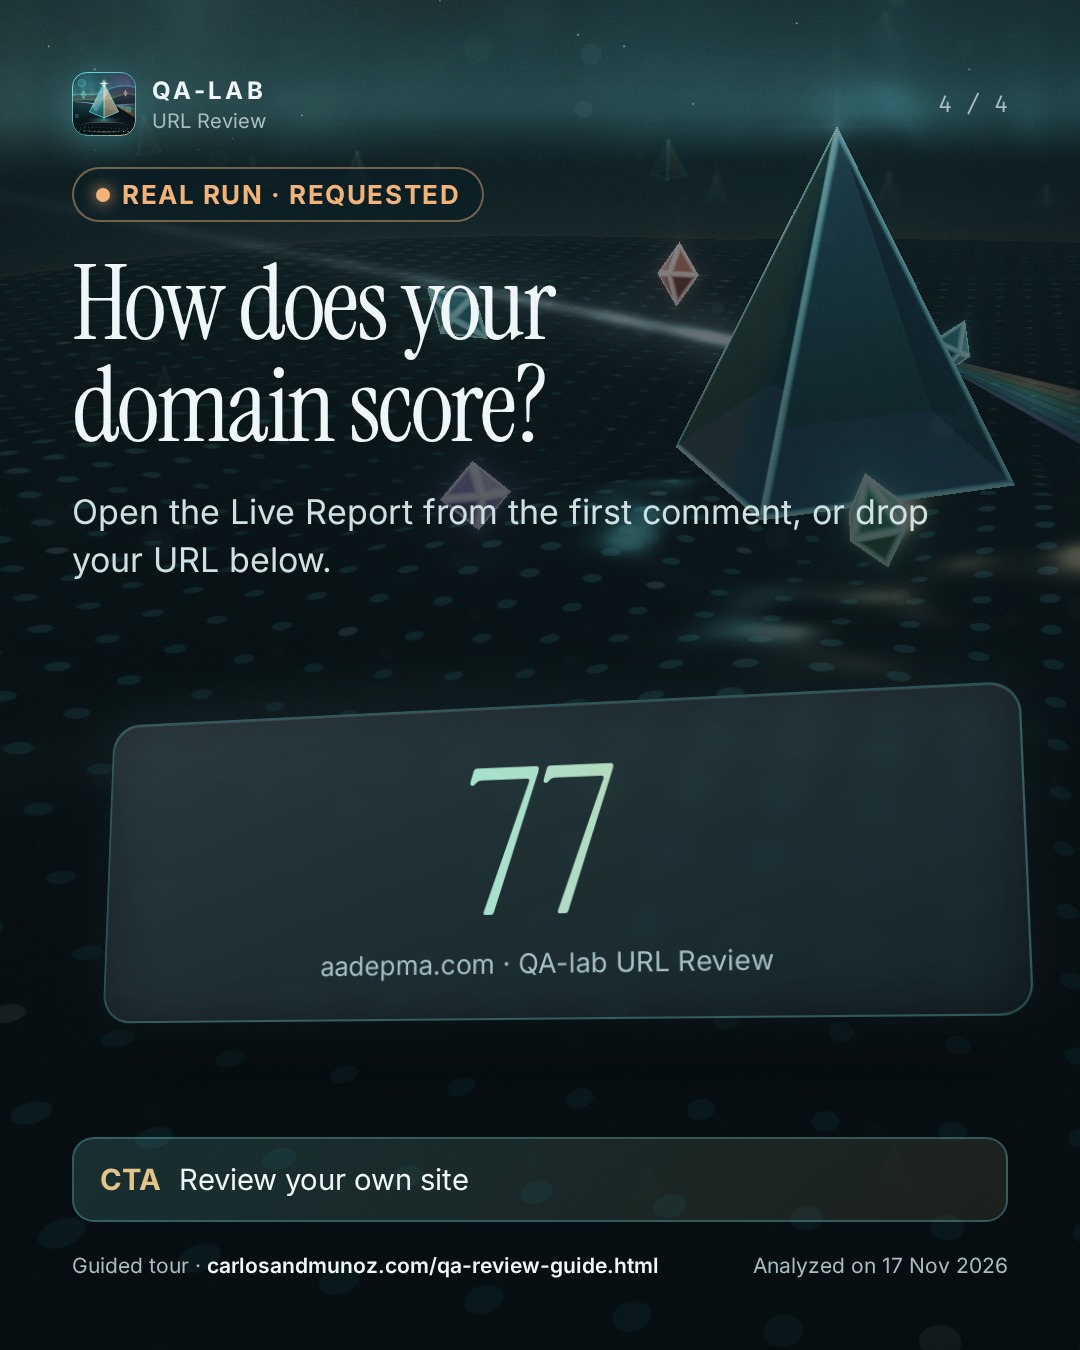 QA-LAB
URL Review
4 / 4
REAL RUN · REQUESTED
How does your
domain score?
Open the Live Report from the first comment, or drop
your URL below.
77
aadepma.com · QA-lab URL Review
CTA Review your own site
Guided tour · carlosandmunoz.com/qa-review-guide.html
Analyzed on 17 Nov 2026